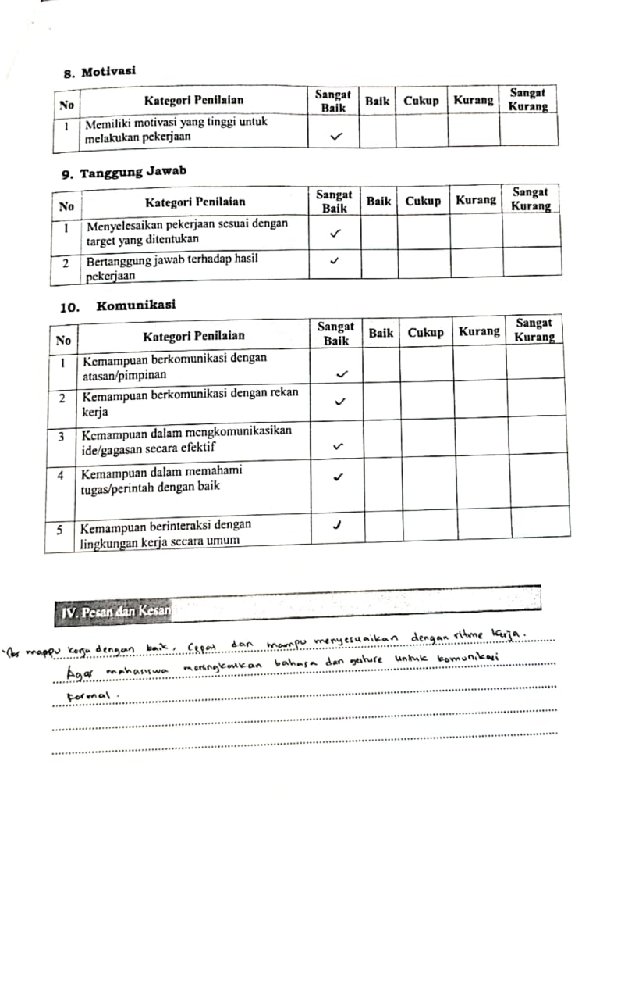 8. Motivasi
No Kategori Penilaian Sangat Baik Baik Cukup Kurang Sangat Kurang
1 Memiliki motivasi yang tinggi untuk
melakukan pekerjaan ✓
9. Tanggung Jawab
No Kategori Penilaian Sangat Baik Baik Cukup Kurang Sangat Kurang
1 Menyelesaikan pekerjaan sesuai dengan
target yang ditentukan ✓
2 Bertanggung jawab terhadap hasil
pekerjaan ✓
10. Komunikasi
No Kategori Penilaian Sangat Baik Baik Cukup Kurang Sangat Kurang
1 Kemampuan berkomunikasi dengan
atasan/pimpinan ✓
2 Kemampuan berkomunikasi dengan rekan
kerja ✓
3 Kemampuan dalam mengkomunikasikan
ide/gagasan secara efektif ✓
4 Kemampuan dalam memahami
tugas/perintah dengan baik ✓
5 Kemampuan berinteraksi dengan
lingkungan kerja secara umum ✓
IV. Pesan dan Kesan
mappu kerja dengan baik, Cepat dan mampu menyesuaikan dengan ritme kerja.
Agar mahasiswa meningkatkan bahasa dan gesture untuk komunikasi
formal.